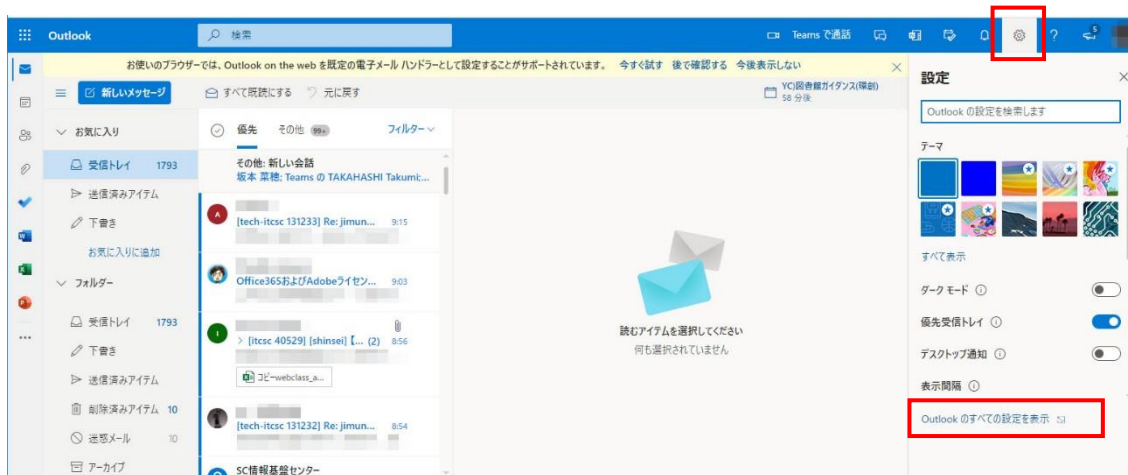 Outlook
検索
Teams で通話
5
お使いのブラウザーでは、Outlook on the web を既定の電子メール ハンドラーとして設定することがサポートされています。 今すぐ試す 後で確認する 今後表示しない
新しいメッセージ
すべて既読にする
元に戻す
YC)図書館ガイダンス(環創)
58 分後
お気に入り
受信トレイ 1793
送信済みアイテム
下書き
お気に入りに追加
フォルダー
受信トレイ 1793
下書き
送信済みアイテム
削除済みアイテム 10
迷惑メール 10
アーカイブ
優先 その他 99+ フィルター
その他: 新しい会話
坂本 菜穂; Teams の TAKAHASHI Takumi;...
A
[tech-itcsc 131233] Re: jimun... 9:15
Office365およびAdobeライセン... 9:03
I
> [itcsc 40529] [shinsei]【... (2) 8:56
コピーwebclass_a...
[tech-itcsc 131232] Re: jimun... 8:54
SC情報基盤センター
読むアイテムを選択してください
何も選択されていません
設定
Outlook の設定を検索します
テーマ
すべて表示
ダーク モード
優先受信トレイ
デスクトップ通知
表示間隔
Outlook のすべての設定を表示